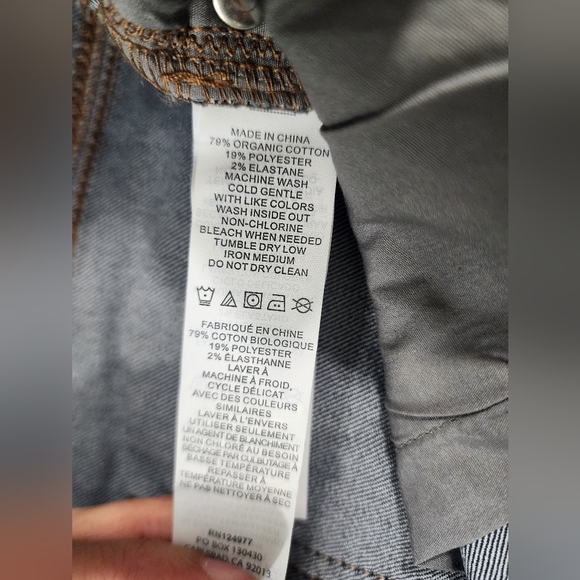 MADE IN CHINA
79% ORGANIC COTTON
19% POLYESTER
2% ELASTANE
MACHINE WASH
COLD GENTLE
WITH LIKE COLORS
WASH INSIDE OUT
NON-CHLORINE
BLEACH WHEN NEEDED
TUMBLE DRY LOW
IRON MEDIUM
DO NOT DRY CLEAN
FABRIQUÉ EN CHINE
79% COTON BIOLOGIQUE
19% POLYESTER
2% ÉLASTHANNE
LAVER À
MACHINE À FROID,
CYCLE DÉLICAT
AVEC DES COULEURS
SIMILAIRES
LAVER À L'ENVERS
UTILISER SEULEMENT
UN AGENT DE BLANCHIMENT
NON CHLORÉ AU BESOIN
SÉCHAGE PAR CULBUTAGE À
BASSE TEMPÉRATURE
REPASSER À
TEMPÉRATURE MOYENNE
NE PAS NETTOYER À SEC
RN124977
PO BOX 130430
CARLSBAD, CA 92013